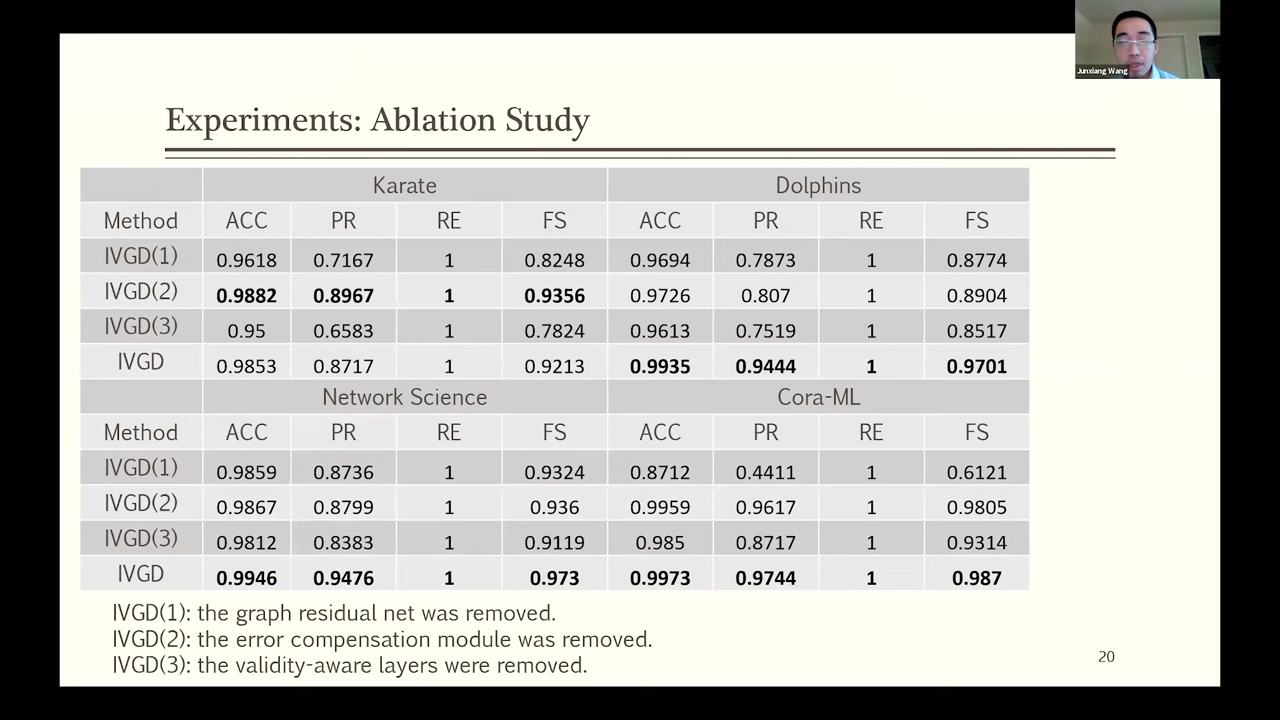 Junxiang Wang
Experiments: Ablation Study
Karate Dolphins
Method ACC PR RE FS ACC PR RE FS
IVGD(1) 0.9618 0.7167 1 0.8248 0.9694 0.7873 1 0.8774
IVGD(2) 0.9882 0.8967 1 0.9356 0.9726 0.807 1 0.8904
IVGD(3) 0.95 0.6583 1 0.7824 0.9613 0.7519 1 0.8517
IVGD 0.9853 0.8717 1 0.9213 0.9935 0.9444 1 0.9701
Network Science Cora-ML
Method ACC PR RE FS ACC PR RE FS
IVGD(1) 0.9859 0.8736 1 0.9324 0.8712 0.4411 1 0.6121
IVGD(2) 0.9867 0.8799 1 0.936 0.9959 0.9617 1 0.9805
IVGD(3) 0.9812 0.8383 1 0.9119 0.985 0.8717 1 0.9314
IVGD 0.9946 0.9476 1 0.973 0.9973 0.9744 1 0.987
IVGD(1): the graph residual net was removed.
IVGD(2): the error compensation module was removed.
IVGD(3): the validity-aware layers were removed.
20